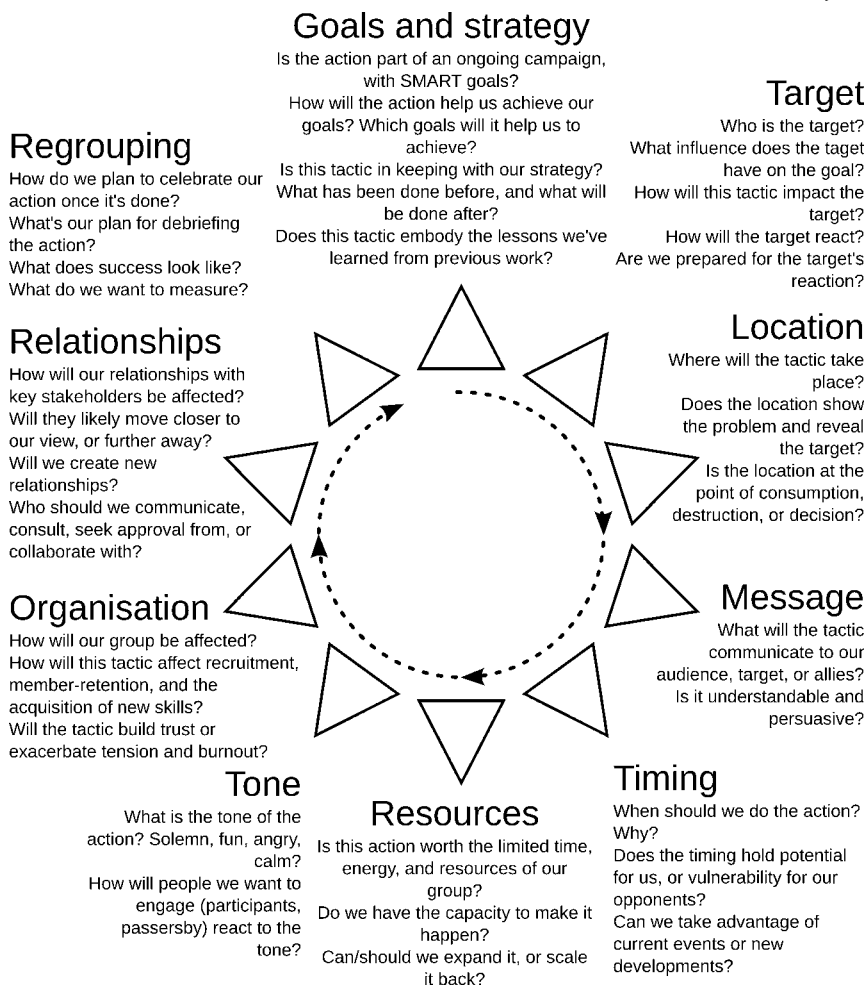 Goals and strategy
Is the action part of an ongoing campaign,
with SMART goals?
How will the action help us achieve our
goals? Which goals will it help us to
achieve?
Is this tactic in keeping with our strategy?
What has been done before, and what will
be done after?
Does this tactic embody the lessons we've
learned from previous work?
Target
Who is the target?
What influence does the taget
have on the goal?
How will this tactic impact the
target?
How will the target react?
Are we prepared for the target's
reaction?
Location
Where will the tactic take
place?
Does the location show
the problem and reveal
the target?
Is the location at the
point of consumption,
destruction, or decision?
Message
What will the tactic
communicate to our
audience, target, or allies?
Is it understandable and
persuasive?
Timing
When should we do the action?
Why?
Does the timing hold potential
for us, or vulnerability for our
opponents?
Can we take advantage of
current events or new
developments?
Resources
Is this action worth the limited time,
energy, and resources of our
group?
Do we have the capacity to make it
happen?
Can/should we expand it, or scale
it back?
Tone
What is the tone of the
action? Solemn, fun, angry,
calm?
How will people we want to
engage (participants,
passersby) react to the
tone?
Organisation
How will our group be affected?
How will this tactic affect recruitment,
member-retention, and the
acquisition of new skills?
Will the tactic build trust or
exacerbate tension and burnout?
Relationships
How will our relationships with
key stakeholders be affected?
Will they likely move closer to
our view, or further away?
Will we create new
relationships?
Who should we communicate,
consult, seek approval from, or
collaborate with?
Regrouping
How do we plan to celebrate our
action once it's done?
What's our plan for debriefing
the action?
What does success look like?
What do we want to measure?